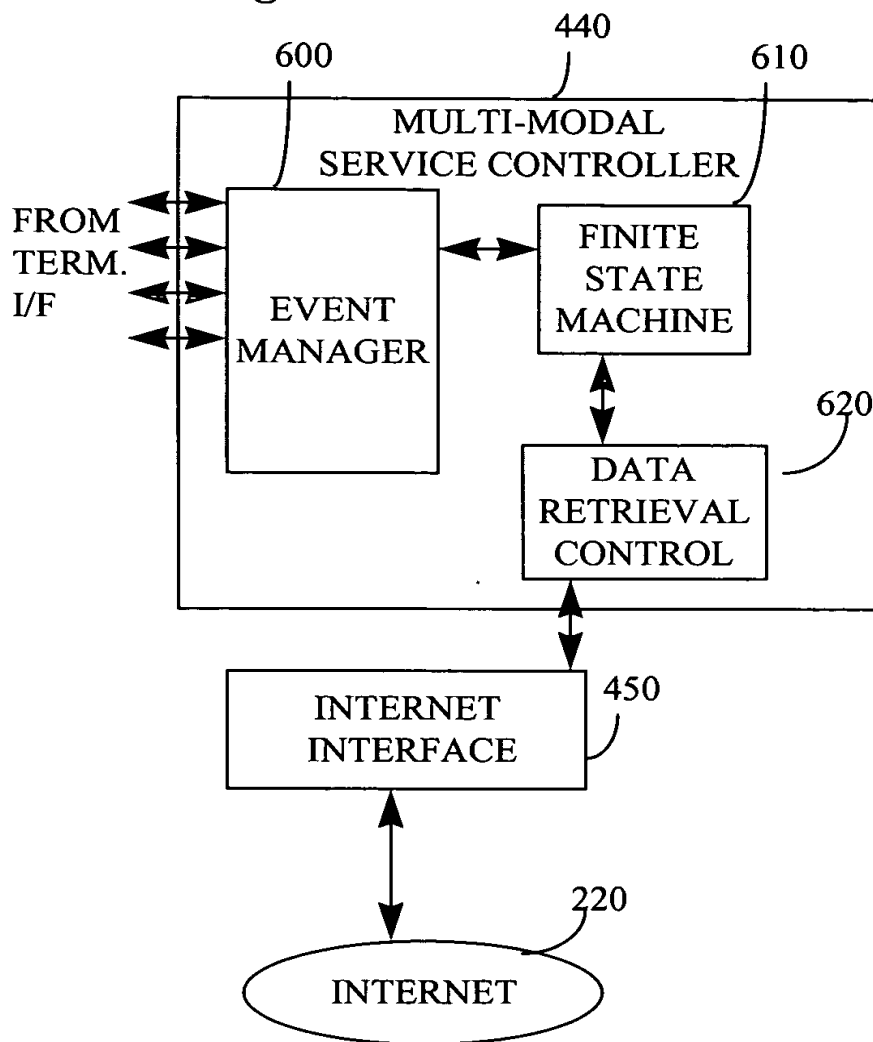 440
600
610
MULTI-MODAL
SERVICE CONTROLLER
FROM
TERM.
I/F
EVENT
MANAGER
FINITE
STATE
MACHINE
620
DATA
RETRIEVAL
CONTROL
INTERNET
INTERFACE
450
220
INTERNET